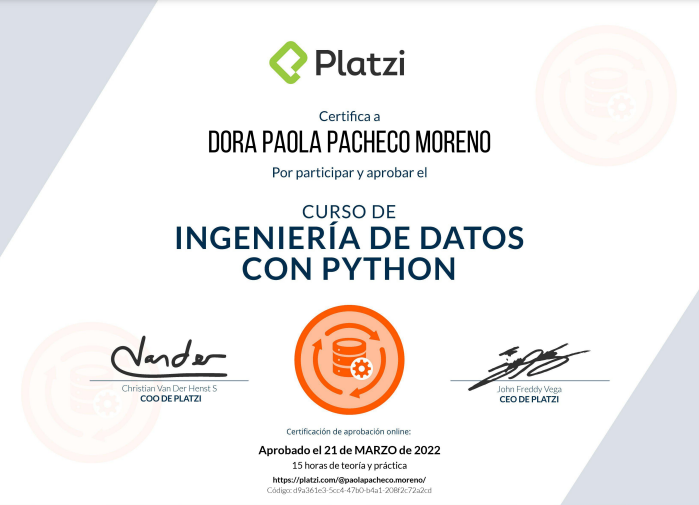 Platzi
Certifica a
DORA PAOLA PACHECO MORENO
Por participar y aprobar el
CURSO DE
INGENIERÍA DE DATOS
CON PYTHON
Christian Van Der Henst S
COO DE PLATZI
John Freddy Vega
CEO DE PLATZI
Certificación de aprobación online:
Aprobado el 21 de MARZO de 2022
15 horas de teoría y práctica
https://platzi.com/@paolapacheco.moreno/
Código: d9a361e3-5cc4-47b0-b4a1-208f2c72a2cd